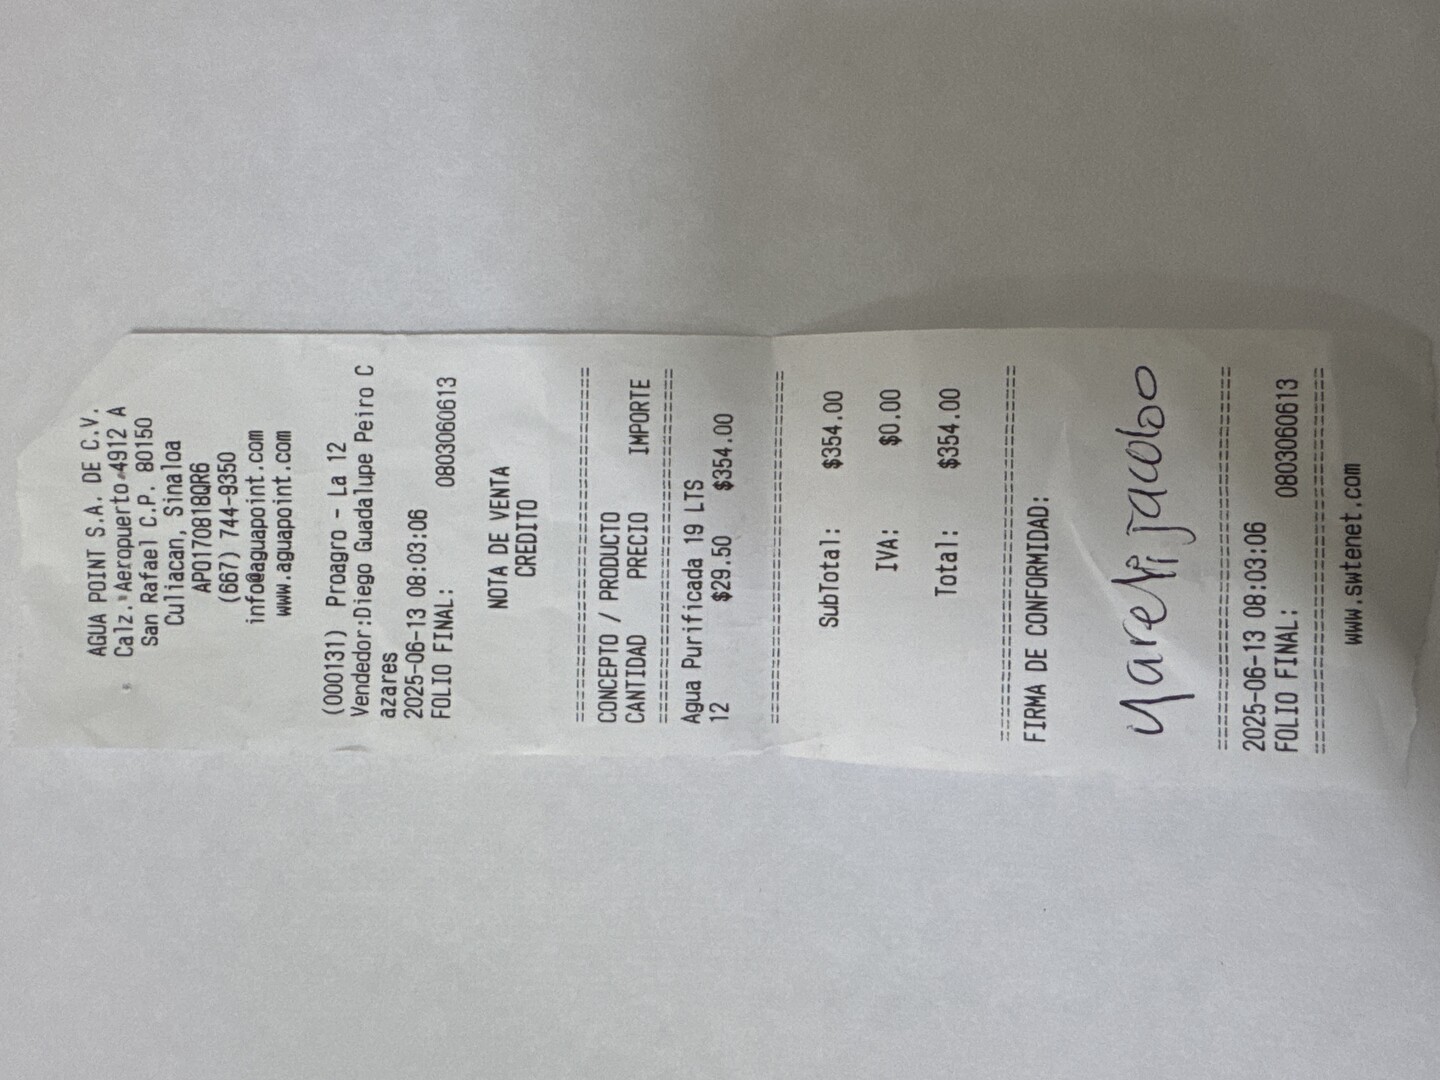 AGUA POINT S.A. DE C.V.
Calz. Aeropuerto 4912 A
San Rafael C.P. 80150
Culiacan, Sinaloa
APO170818QR6
(667) 744-9350
info@aguapoint.com
www.aguapoint.com
(000131) Proagro - La 12
Vendedor:Diego Guadalupe Peiro C
azares
2025-06-13 08:03:06
FOLIO FINAL: 0803060613
NOTA DE VENTA
CREDITO
================================
CONCEPTO / PRODUCTO
CANTIDAD PRECIO IMPORTE
================================
Agua Purificada 19 LTS
12 $29.50 $354.00
================================
SubTotal: $354.00
IVA: $0.00
Total: $354.00
================================
FIRMA DE CONFORMIDAD:
Yareli jacobo
================================
2025-06-13 08:03:06
FOLIO FINAL: 0803060613
================================
www.swtenet.com